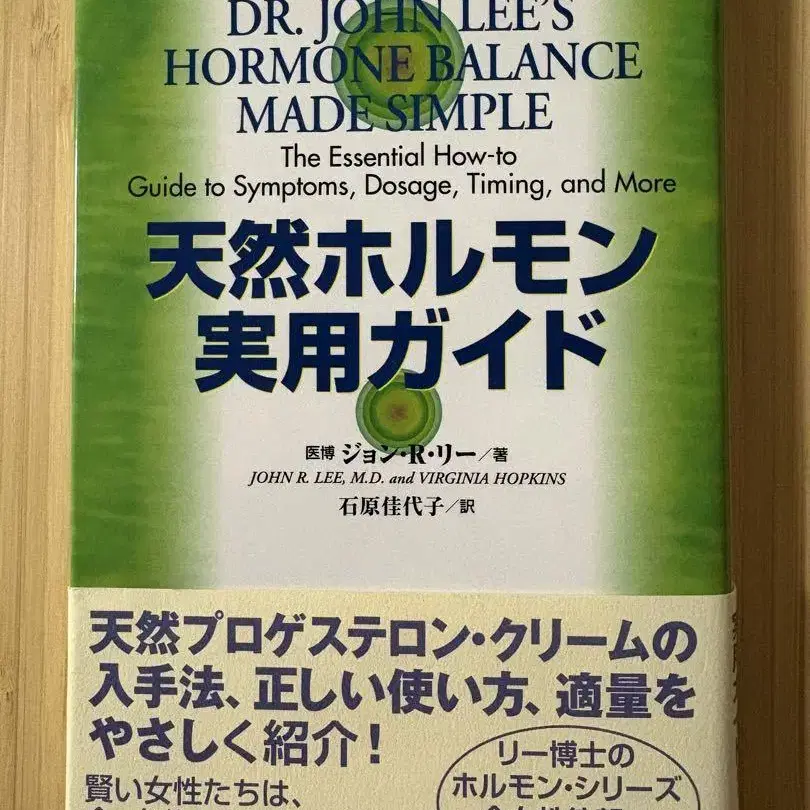 DR. JOHN LEE'S
HORMONE BALANCE
MADE SIMPLE
The Essential How-to
Guide to Symptoms, Dosage, Timing, and More
天然ホルモン
実用ガイド
医博 ジョン・R・リー/著
JOHN R. LEE, M.D. and VIRGINIA HOPKINS
石原佳代子/訳
天然プロゲステロン・クリームの
入手法、正しい使い方、適量を
やさしく紹介!
賢い女性たちは、
リー博士の
ホルモン・シリーズ